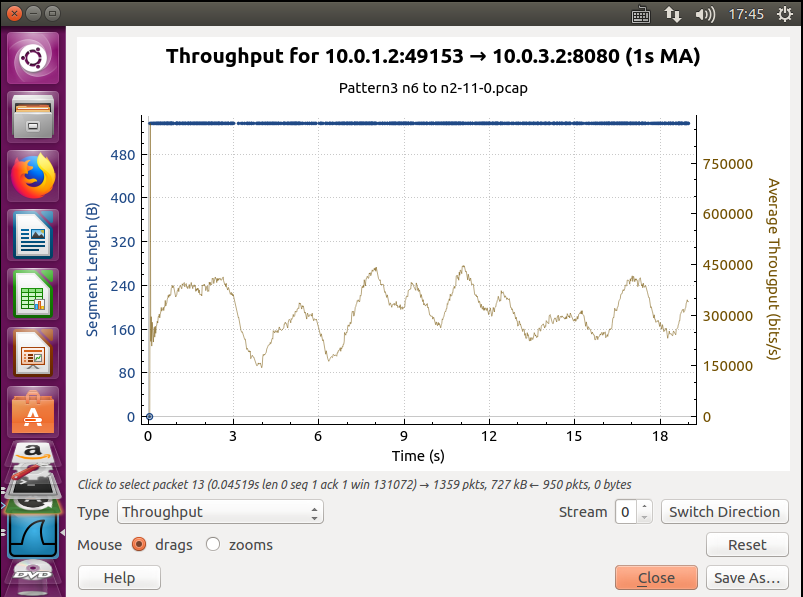 17:45
Throughput for 10.0.1.2:49153 → 10.0.3.2:8080 (1s MA)
Pattern3 n6 to n2-11-0.pcap
Segment Length (B)
480
400
320
240
160
80
0
750000
600000
450000
300000
150000
0
Average Througput (bits/s)
0 3 6 9 12 15 18
Time (s)
Click to select packet 13 (0.04519s len 0 seq 1 ack 1 win 131072) → 1359 pkts, 727 kB ← 950 pkts, 0 bytes
Type Throughput Stream 0 Switch Direction
Mouse drags zooms Reset
Help Close Save As…
A
a
DVD